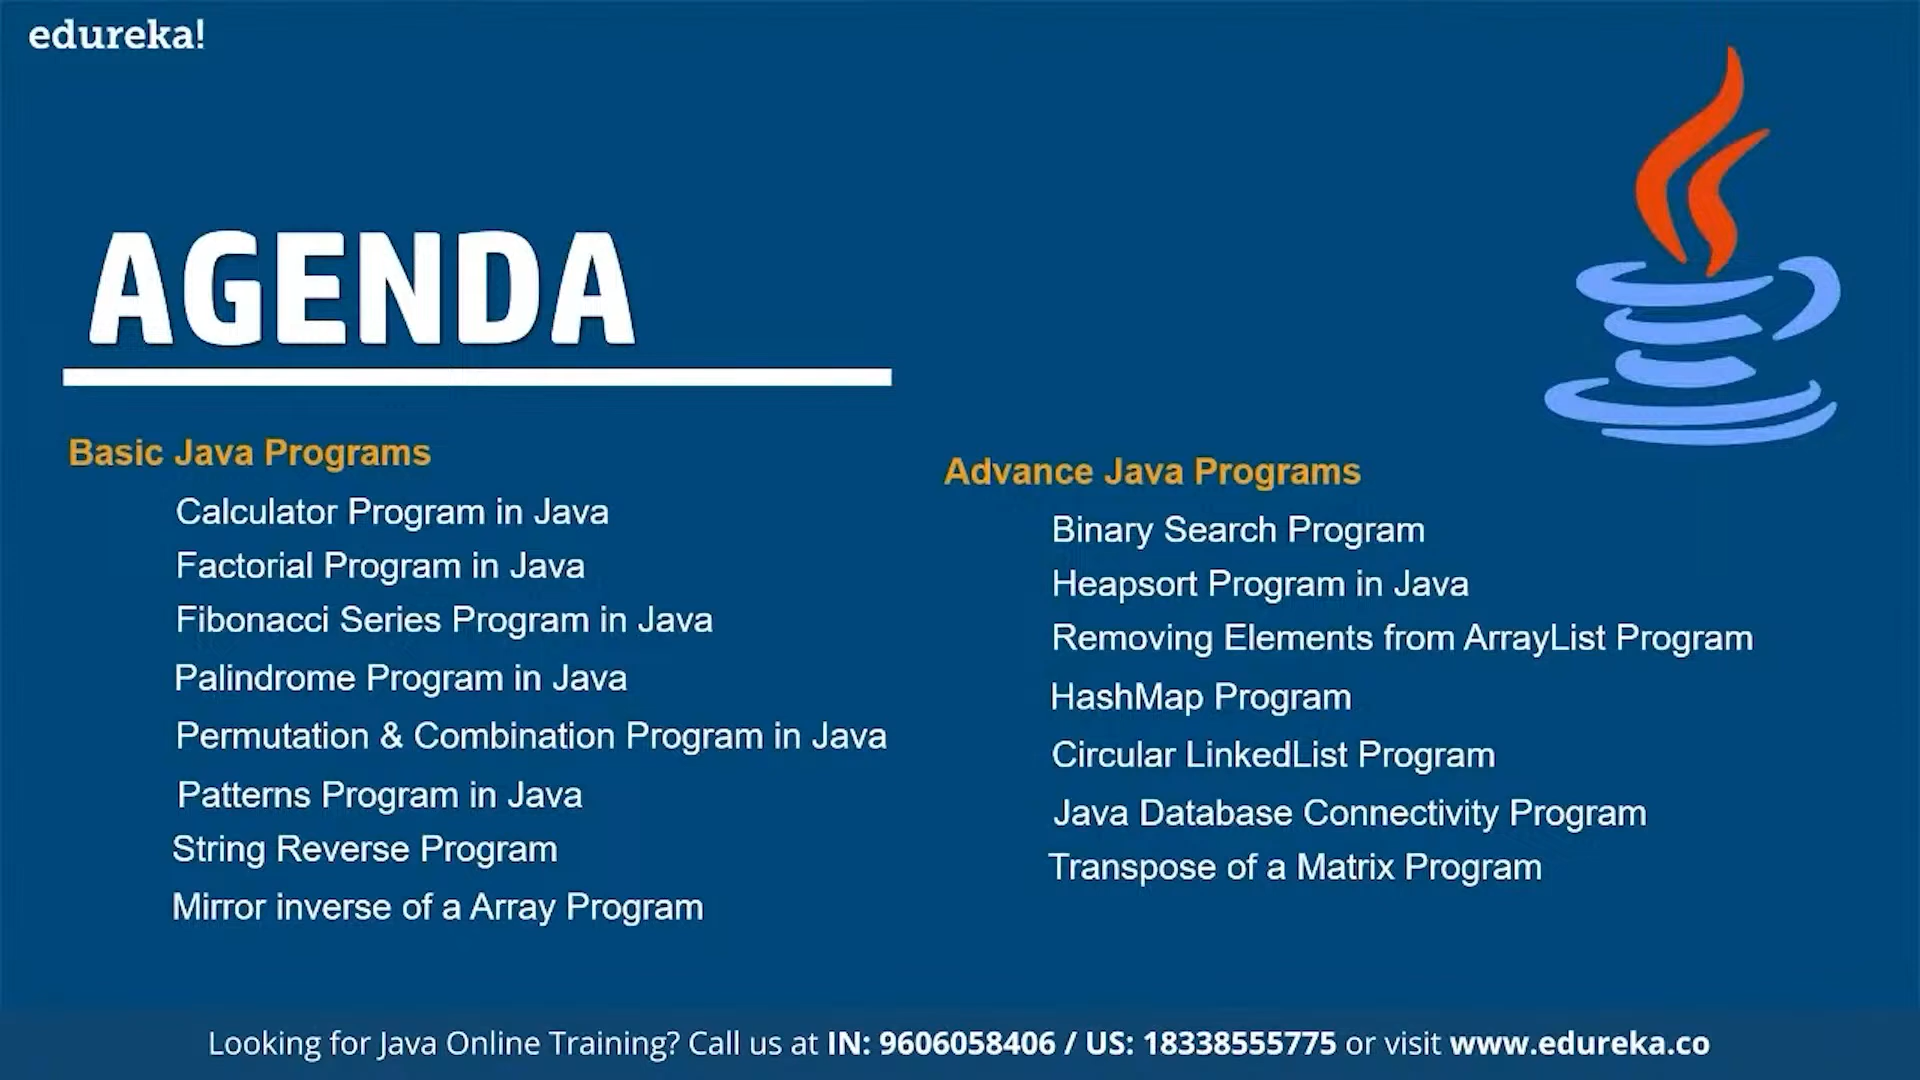 edureka!
AGENDA
Basic Java Programs
Calculator Program in Java
Factorial Program in Java
Fibonacci Series Program in Java
Palindrome Program in Java
Permutation & Combination Program in Java
Patterns Program in Java
String Reverse Program
Mirror inverse of a Array Program
Advance Java Programs
Binary Search Program
Heapsort Program in Java
Removing Elements from ArrayList Program
HashMap Program
Circular LinkedList Program
Java Database Connectivity Program
Transpose of a Matrix Program
Looking for Java Online Training? Call us at IN: 9606058406 / US: 18338555775 or visit www.edureka.co